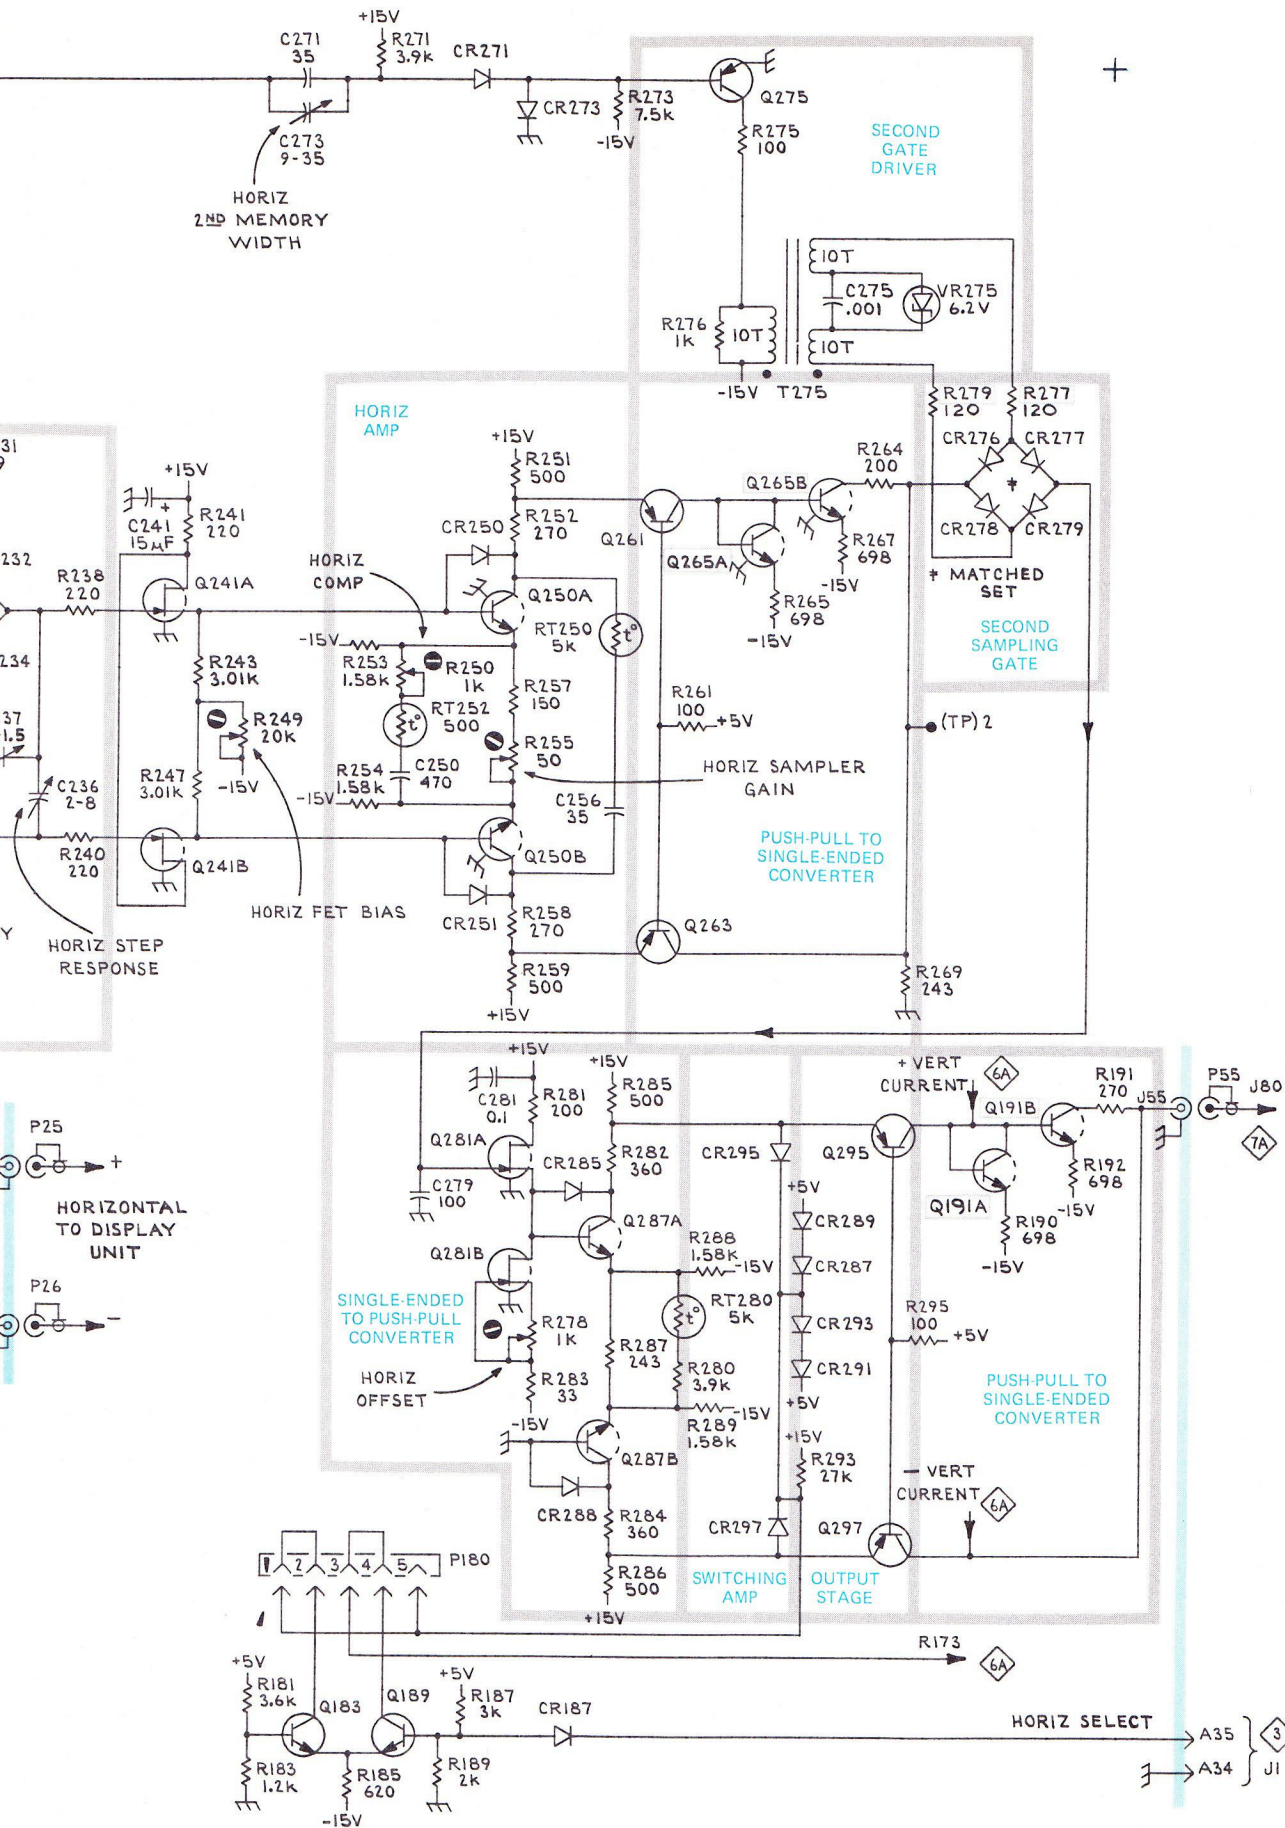 +15V
C271
35
R271
3.9K
CR271
CR273
R273
7.5K
-15V
Q275
R275
100
SECOND
GATE
DRIVER
C273
9-35
HORIZ
2ND MEMORY
WIDTH
10T
C275
.001
VR275
6.2V
R276
1K
10T
10T
-15V
T275
HORIZ
AMP
R279
120
R277
120
CR276
CR277
CR278
CR279
*
* MATCHED
SET
SECOND
SAMPLING
GATE
31
9
+15V
C241
15µF
+
R241
220
232
R238
220
Q241A
234
R243
3.01K
R249
20K
-15V
37
-1.5
C236
2-8
R247
3.01K
R240
220
Q241B
HORIZ FET BIAS
HORIZ STEP
RESPONSE
Y
+15V
R251
500
R252
270
CR250
HORIZ
COMP
Q250A
RT250
5K
t°
-15V
R253
1.58K
R250
1K
RT252
500
t°
R257
150
R255
50
HORIZ SAMPLER
GAIN
R254
1.58K
-15V
C250
470
C256
35
Q250B
CR251
R258
270
R259
500
+15V
Q261
Q265B
R264
200
Q265A
R267
698
-15V
R265
698
-15V
R261
100
+5V
(TP) 2
PUSH-PULL TO
SINGLE-ENDED
CONVERTER
Q263
R269
243
+15V
C281
0.1
R281
200
+15V
R285
500
Q281A
CR285
R282
360
C279
100
Q287A
Q281B
R288
1.58K
-15V
RT280
5K
t°
SINGLE-ENDED
TO PUSH-PULL
CONVERTER
R278
1K
R287
243
R280
3.9K
HORIZ
OFFSET
R283
33
-15V
-15V
R289
1.58K
Q287B
CR288
R284
360
R286
500
+15V
CR295
+5V
CR289
CR287
CR293
CR291
+5V
+15V
R293
27K
CR297
SWITCHING
AMP
OUTPUT
STAGE
Q295
+ VERT
CURRENT
6A
Q191B
R191
270
J55
P55
J80
7A
Q191A
R192
698
-15V
R190
698
-15V
R295
100
+5V
PUSH-PULL TO
SINGLE-ENDED
CONVERTER
- VERT
CURRENT
6A
Q297
P25
+
HORIZONTAL
TO DISPLAY
UNIT
P26
-
1 2 3 4 5
P180
R173
6A
+5V
R181
3.6K
Q183
Q189
+5V
R187
3K
CR187
HORIZ SELECT
A35
3
R183
1.2K
R185
620
-15V
R189
2K
A34
J1